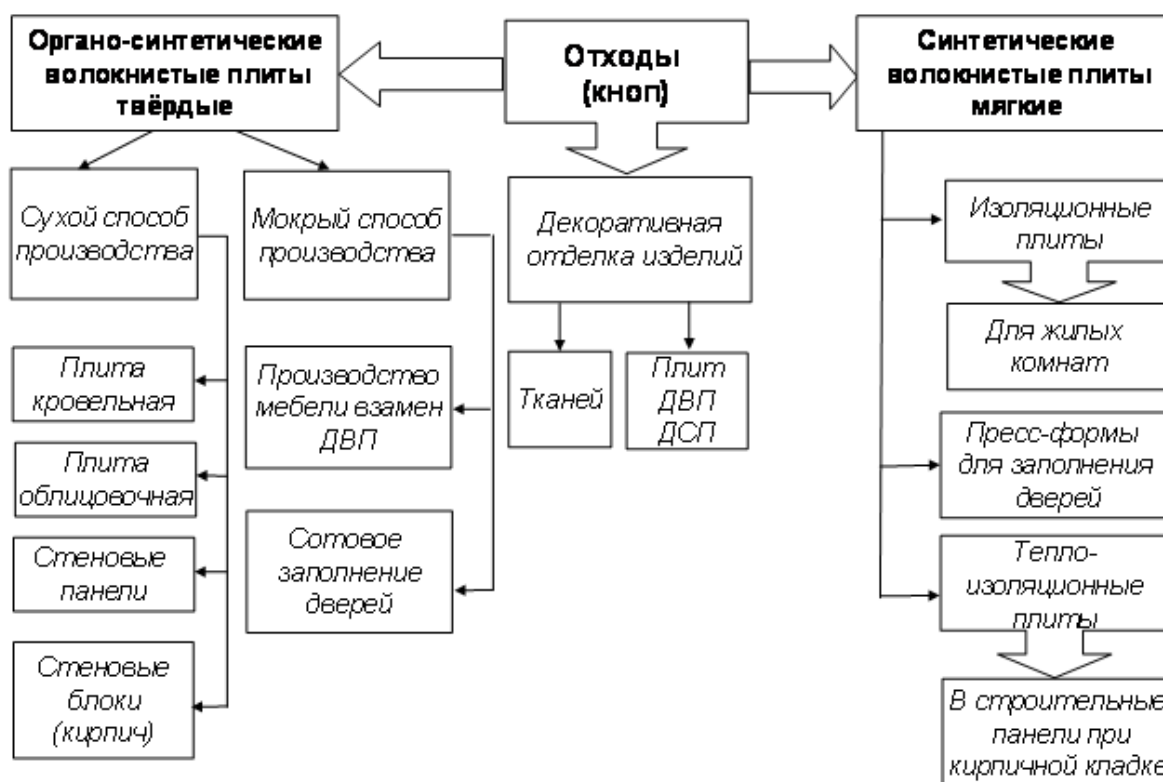 Органо-синтетические
волокнистые плиты
твёрдые
Отходы
(кноп)
Синтетические
волокнистые плиты
мягкие
Сухой способ
производства
Мокрый способ
производства
Декоративная
отделка изделий
Изоляционные
плиты
Для жилых
комнат
Плита
кровельная
Производство
мебели взамен
ДВП
Тканей
Плит
ДВП
ДСП
Пресс-формы
для заполнения
дверей
Плита
облицовочная
Стеновые
панели
Сотовое
заполнение
дверей
Тепло-
изоляционные
плиты
Стеновые
блоки
(кирпич)
В строительные
панели при
кирпичной кладке